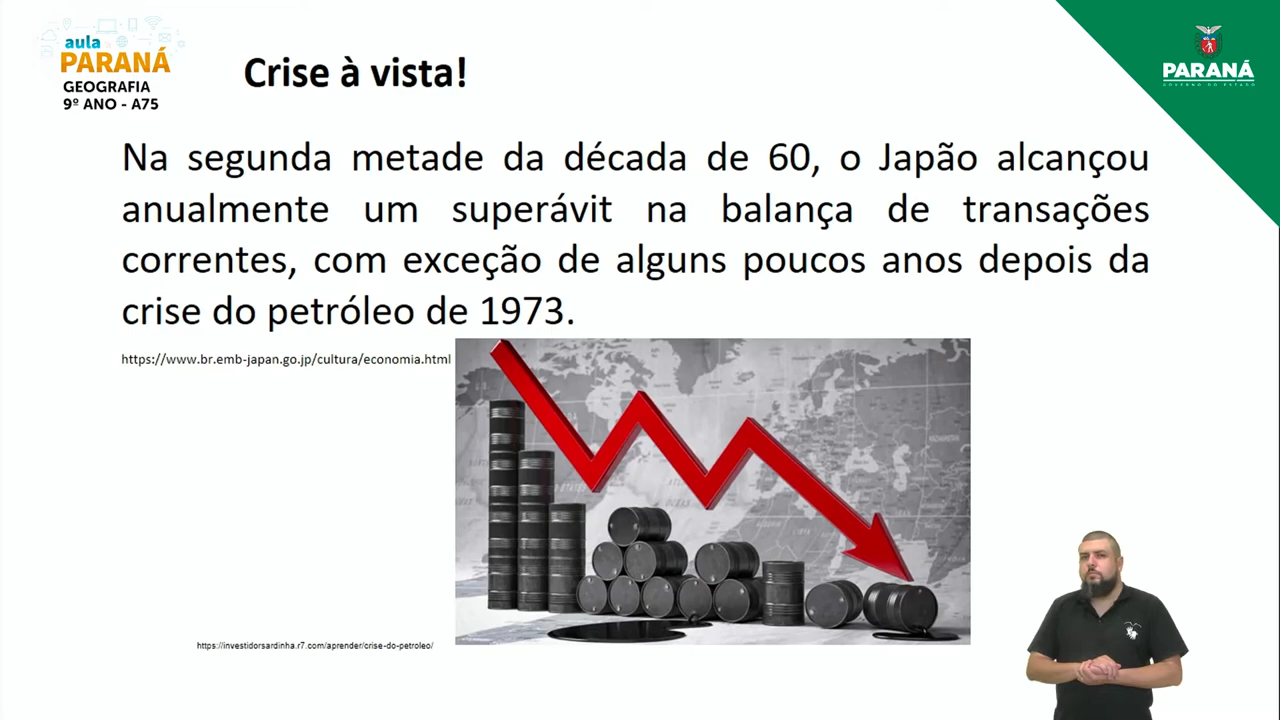 aula
PARANÁ
GEOGRAFIA
9º ANO - A75
Crise à vista!
PARANÁ
GOVERNO DO ESTADO
Na segunda metade da década de 60, o Japão alcançou
anualmente um superávit na balança de transações
correntes, com exceção de alguns poucos anos depois da
crise do petróleo de 1973.
https://www.br.emb-japan.go.jp/cultura/economia.html
https://investidorsardinha.r7.com/aprender/crise-do-petroleo/